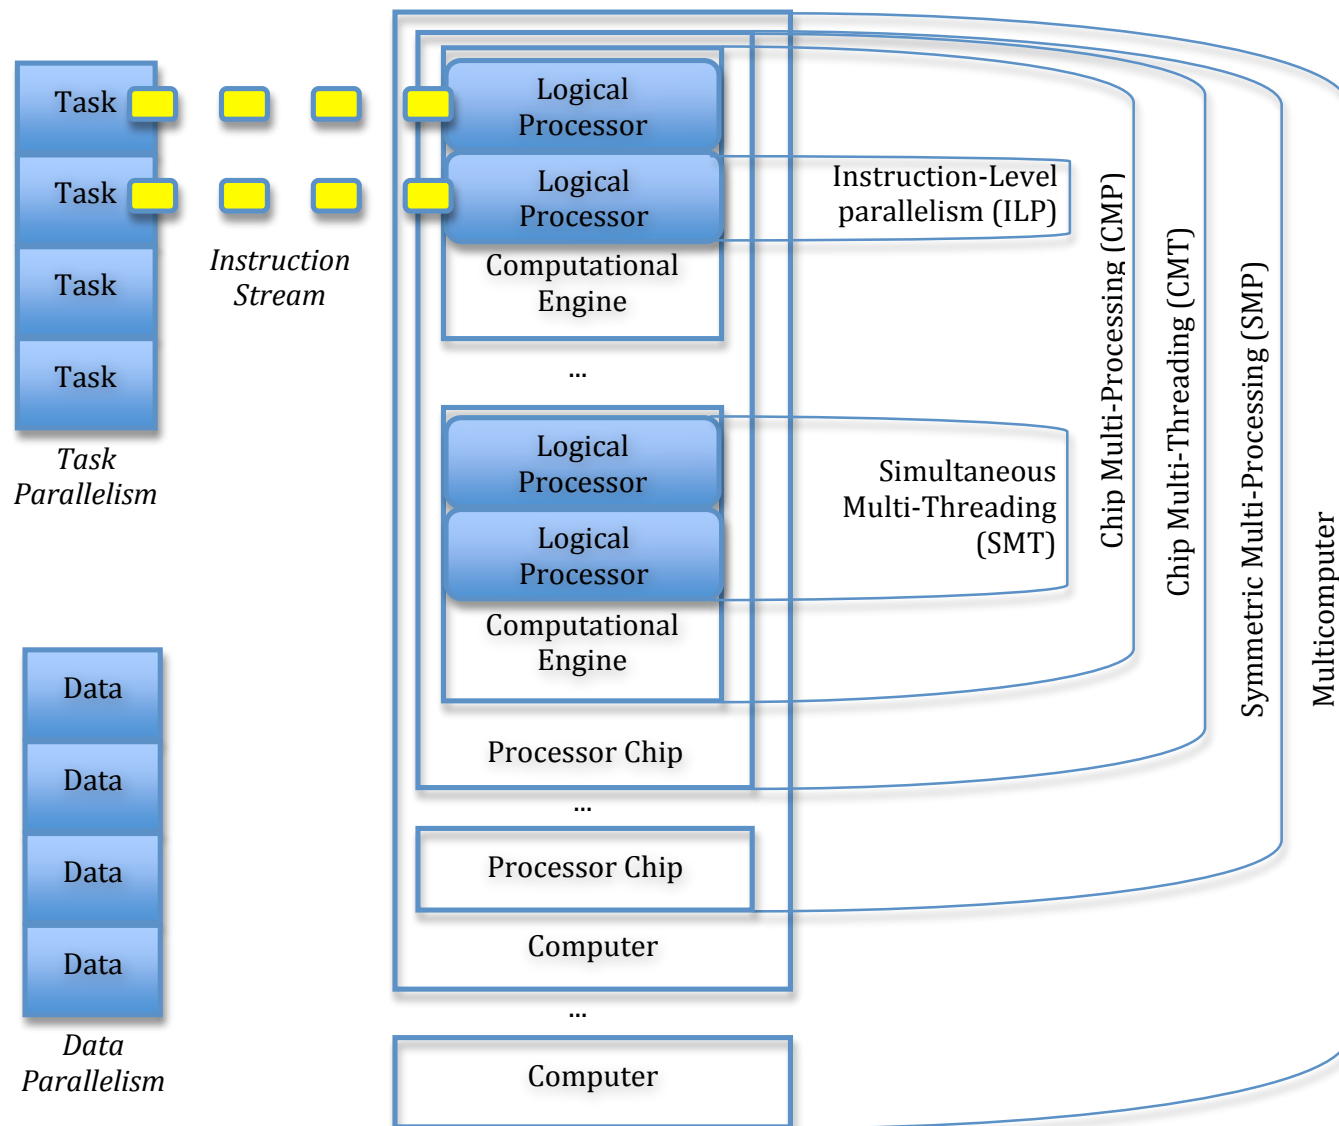 Task
Task
Task
Task
Task
Parallelism
Instruction
Stream
Data
Data
Data
Data
Data
Parallelism
Logical
Processor
Logical
Processor
Computational
Engine
...
Logical
Processor
Logical
Processor
Computational
Engine
Processor Chip
...
Processor Chip
Computer
...
Computer
Instruction-Level
parallelism (ILP)
Simultaneous
Multi-Threading
(SMT)
Chip Multi-Processing (CMP)
Chip Multi-Threading (CMT)
Symmetric Multi-Processing (SMP)
Multicomputer